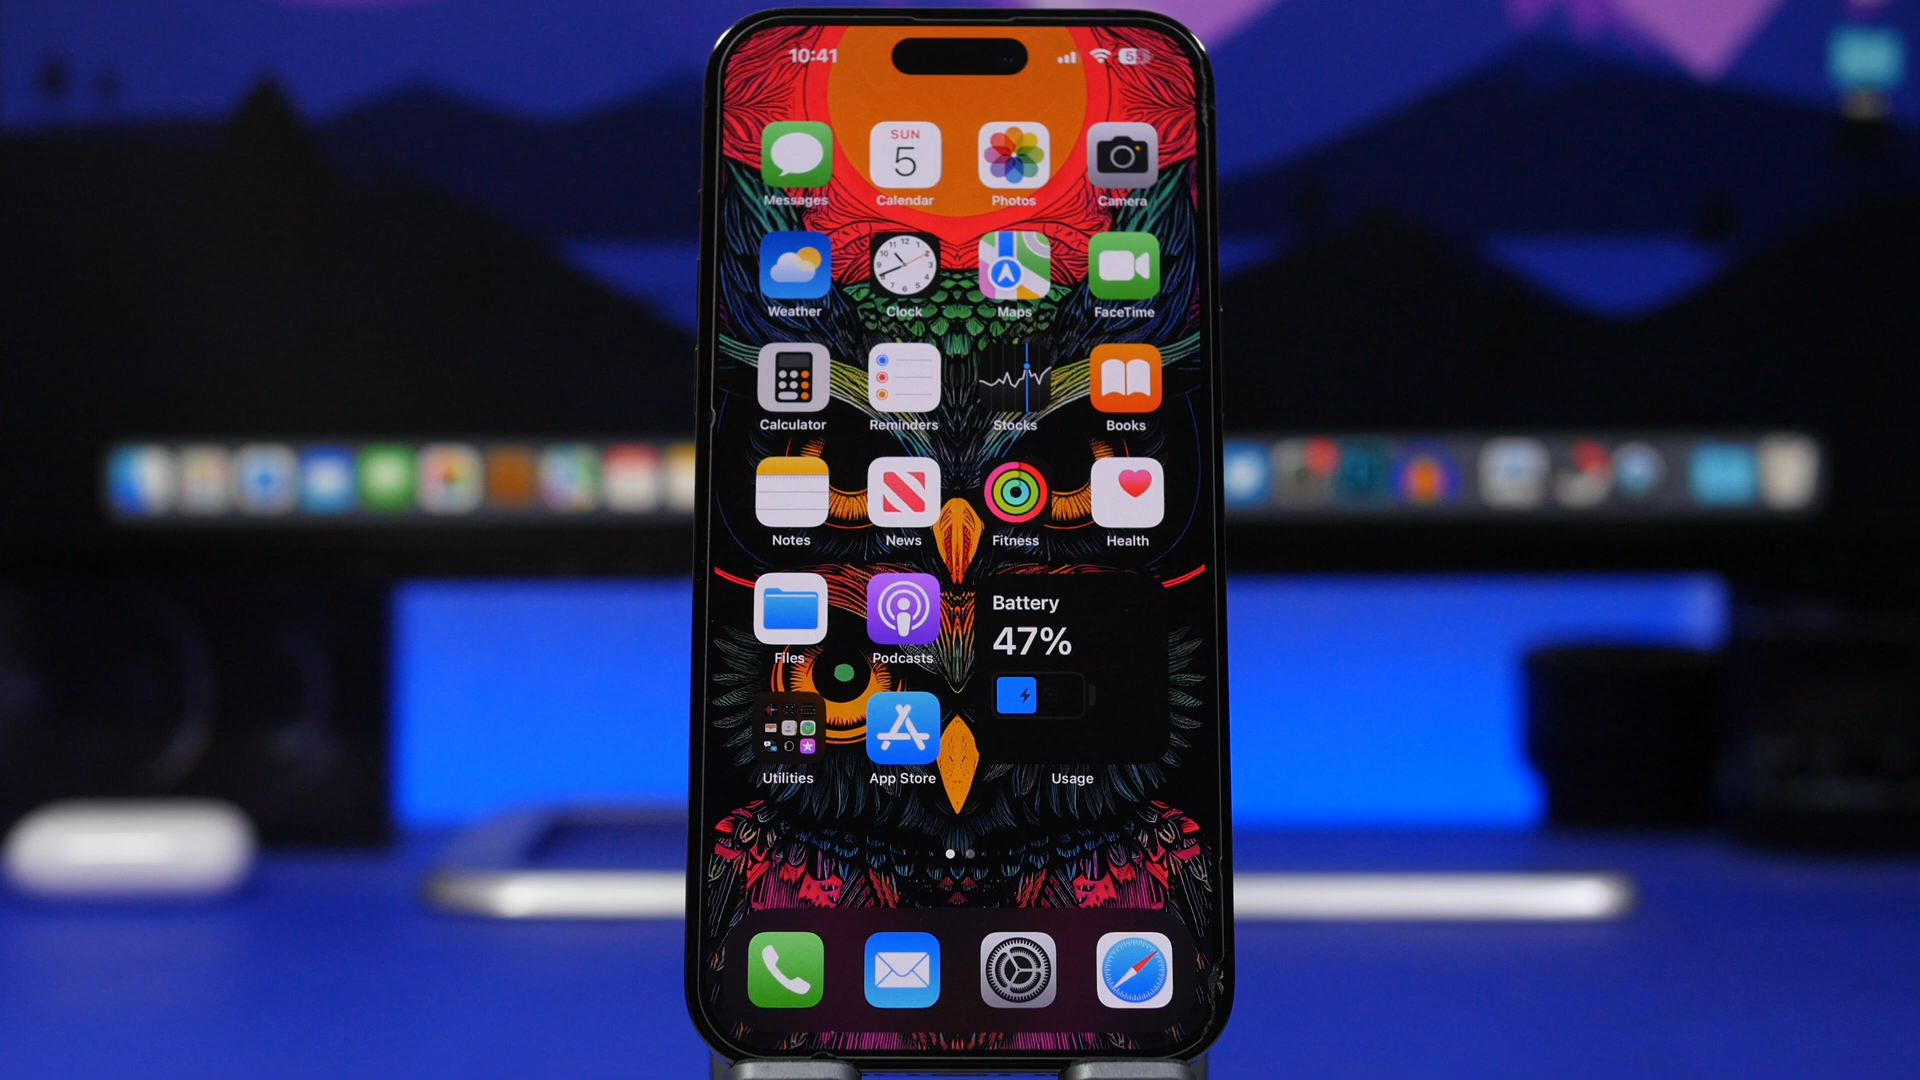 10:41
SUN
5
Messages Calendar Photos Camera
Weather Clock Maps FaceTime
Calculator Reminders Stocks Books
Notes News Fitness Health
Battery
47%
Files Podcasts
Utilities App Store Usage